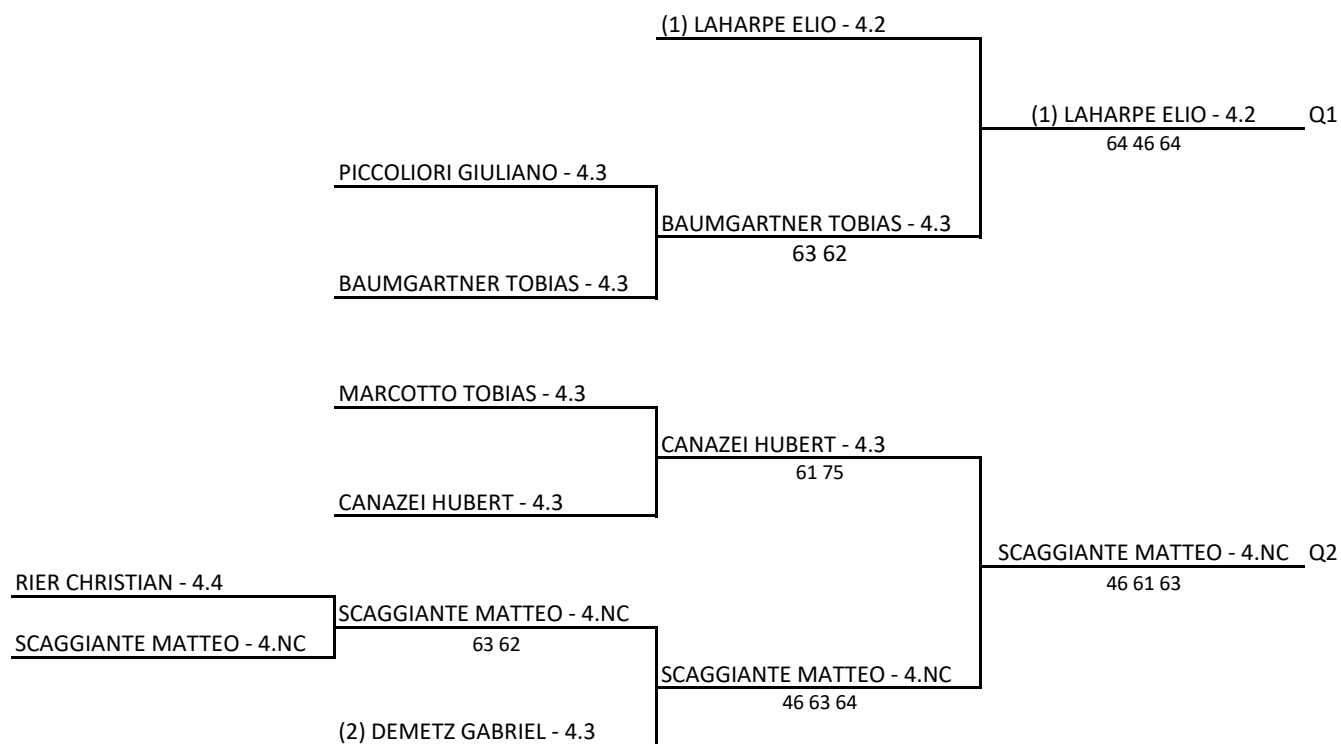 (1) LAHARPE ELIO - 4.2
(1) LAHARPE ELIO - 4.2 Q1
64 46 64
PICCOLIORI GIULIANO - 4.3
BAUMGARTNER TOBIAS - 4.3
63 62
BAUMGARTNER TOBIAS - 4.3
MARCOTTO TOBIAS - 4.3
CANAZEI HUBERT - 4.3
61 75
CANAZEI HUBERT - 4.3
SCAGGIANTE MATTEO - 4.NC Q2
46 61 63
RIER CHRISTIAN - 4.4
SCAGGIANTE MATTEO - 4.NC
63 62
SCAGGIANTE MATTEO - 4.NC
SCAGGIANTE MATTEO - 4.NC
46 63 64
(2) DEMETZ GABRIEL - 4.3